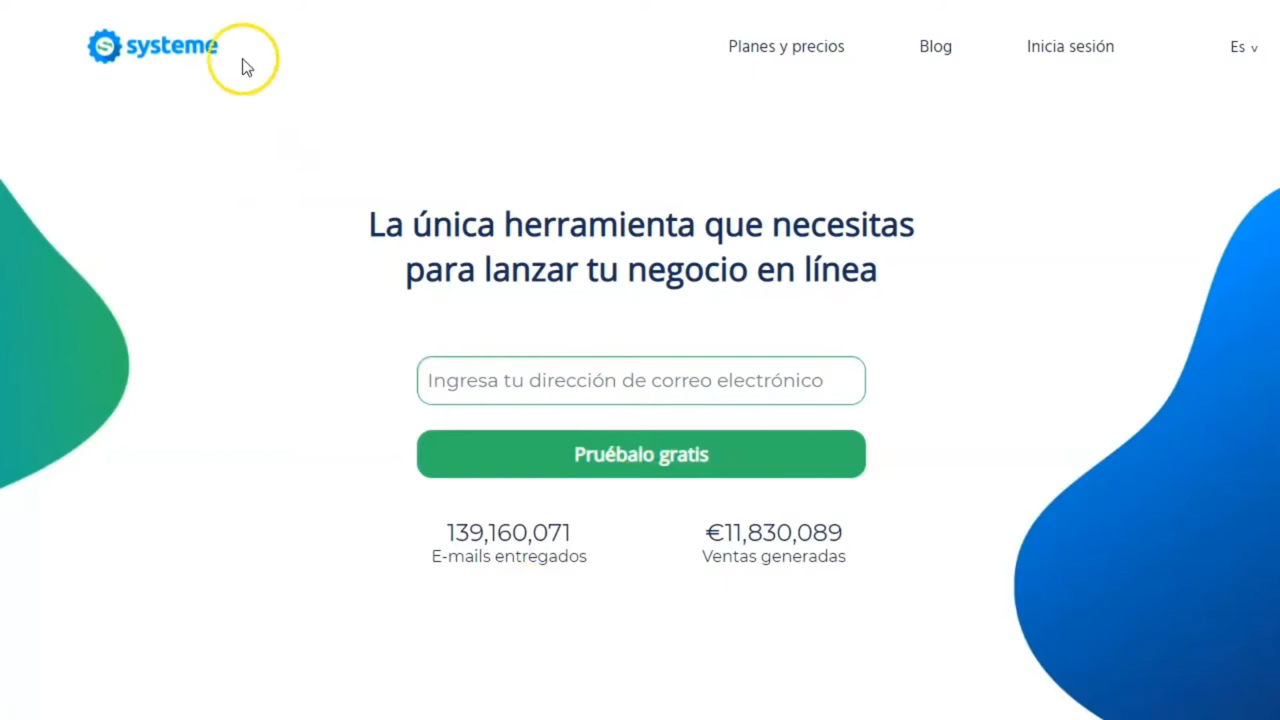 systeme
Planes y precios
Blog
Inicia sesión
Es v
La única herramienta que necesitas
para lanzar tu negocio en línea
Ingresa tu dirección de correo electrónico
Pruébalo gratis
139,160,071
E-mails entregados
€11,830,089
Ventas generadas